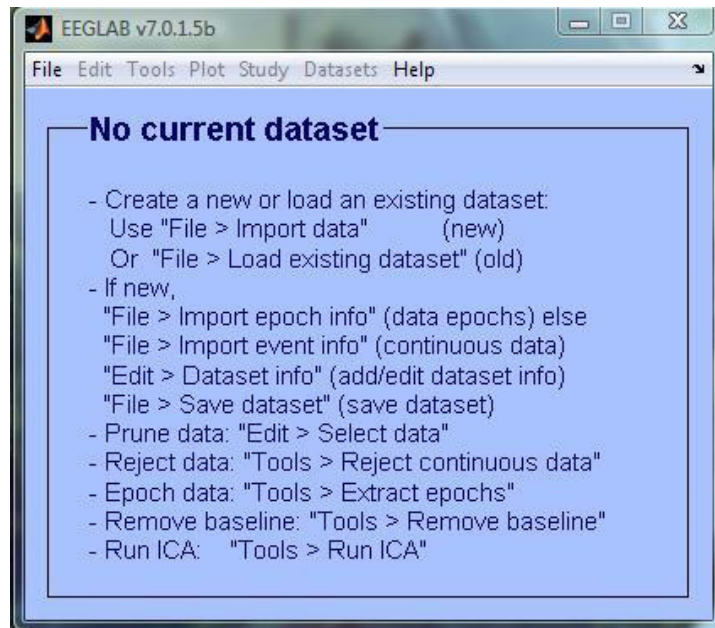 EEGLAB v7.0.1.5b
File Edit Tools Plot Study Datasets Help
No current dataset
- Create a new or load an existing dataset:
Use "File > Import data" (new)
Or "File > Load existing dataset" (old)
- If new,
"File > Import epoch info" (data epochs) else
"File > Import event info" (continuous data)
"Edit > Dataset info" (add/edit dataset info)
"File > Save dataset" (save dataset)
- Prune data: "Edit > Select data"
- Reject data: "Tools > Reject continuous data"
- Epoch data: "Tools > Extract epochs"
- Remove baseline: "Tools > Remove baseline"
- Run ICA: "Tools > Run ICA"